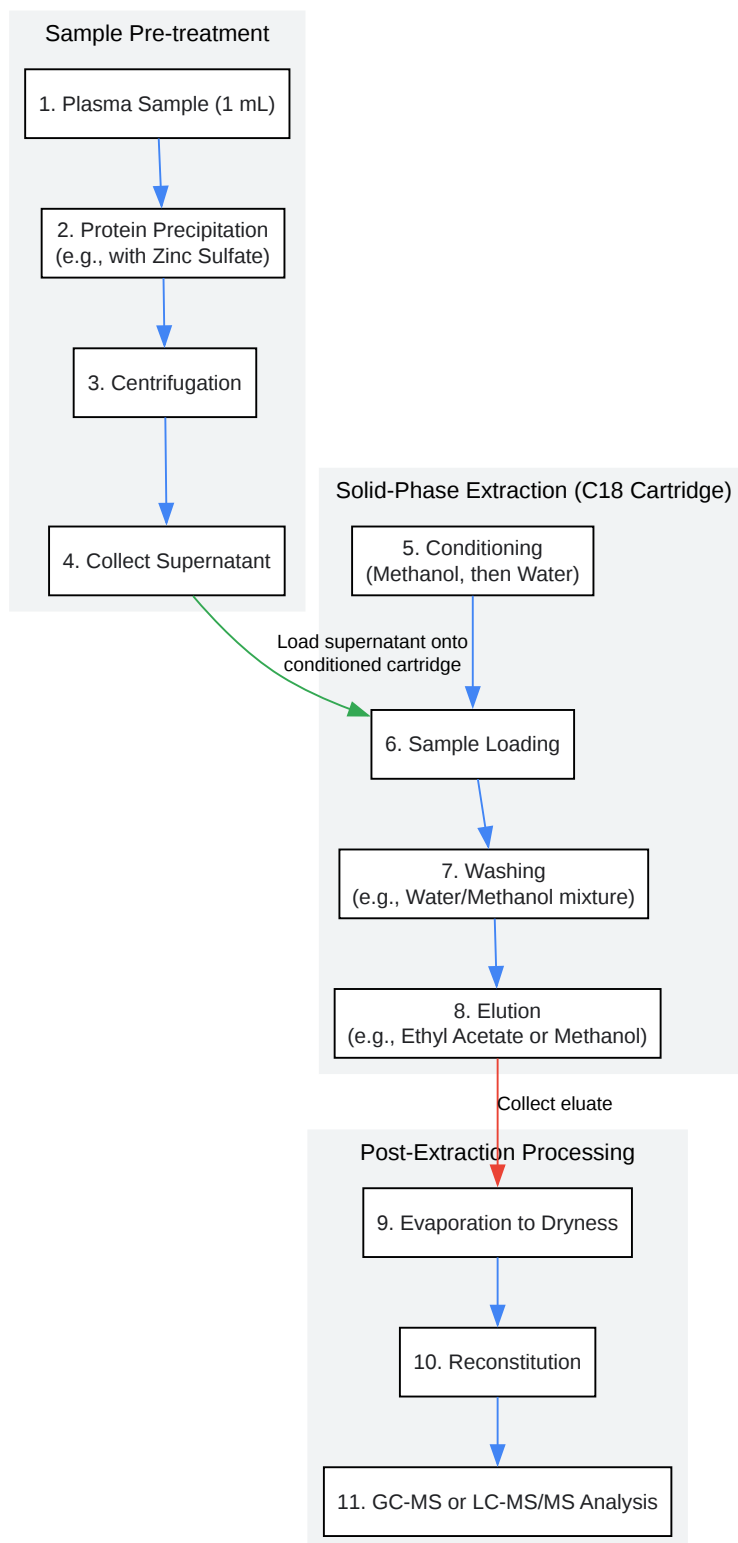 Sample Pre-treatment
1. Plasma Sample (1 mL)
2. Protein Precipitation
(e.g., with Zinc Sulfate)
3. Centrifugation
4. Collect Supernatant
Solid-Phase Extraction (C18 Cartridge)
5. Conditioning
(Methanol, then Water)
Load supernatant onto
conditioned cartridge
6. Sample Loading
7. Washing
(e.g., Water/Methanol mixture)
8. Elution
(e.g., Ethyl Acetate or Methanol)
Collect eluate
Post-Extraction Processing
9. Evaporation to Dryness
10. Reconstitution
11. GC-MS or LC-MS/MS Analysis